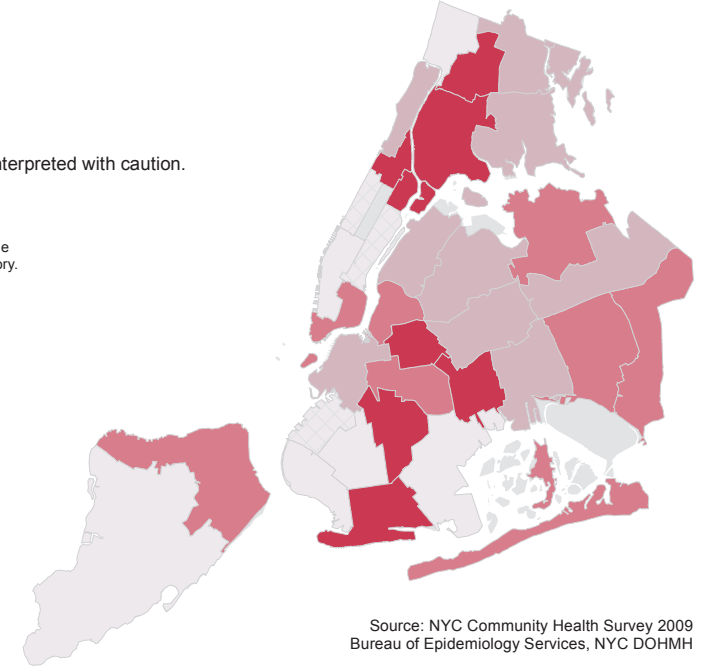 nterpreted with caution.
e
ory.
Source: NYC Community Health Survey 2009
Bureau of Epidemiology Services, NYC DOHMH